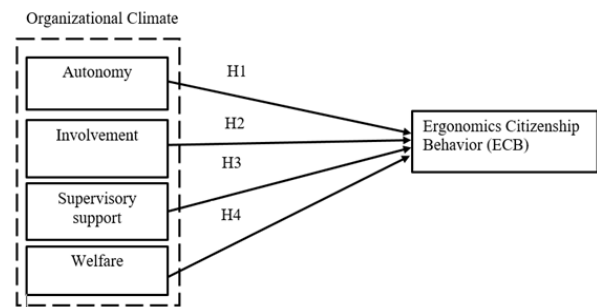 Organizational Climate
Autonomy
H1
Involvement
H2
H3
Supervisory
support
H4
Welfare
Ergonomics Citizenship
Behavior (ECB)